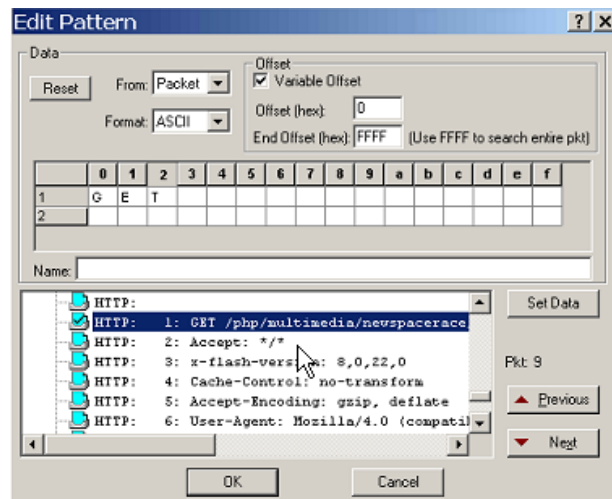 Edit Pattern
Data
Reset
From: Packet
Format: ASCII
Offset
Variable Offset
Offset (hex): 0
End Offset (hex): FFFF (Use FFFF to search entire pkt)
0 1 2 3 4 5 6 7 8 9 a b c d e f
1 G E T
2
Name:
HTTP:
HTTP: 1: GET /php/multimedia/newspacerace
HTTP: 2: Accept: */*
HTTP: 3: x-flash-version: 8,0,22,0
HTTP: 4: Cache-Control: no-transform
HTTP: 5: Accept-Encoding: gzip, deflate
HTTP: 6: User-Agent: Mozilla/4.0 (compatil
Set Data
Pkt: 9
Previous
Next
OK Cancel